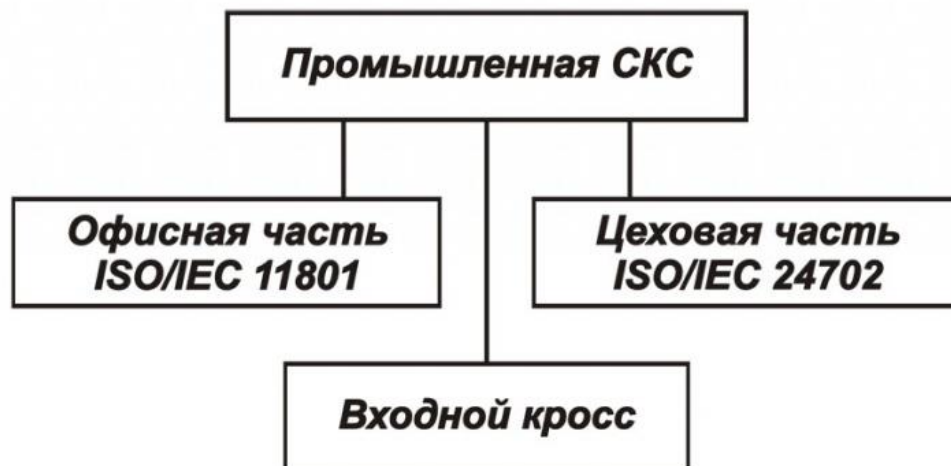 Промышленная СКС
Офисная часть
ISO/IEC 11801
Цеховая часть
ISO/IEC 24702
Входной кросс